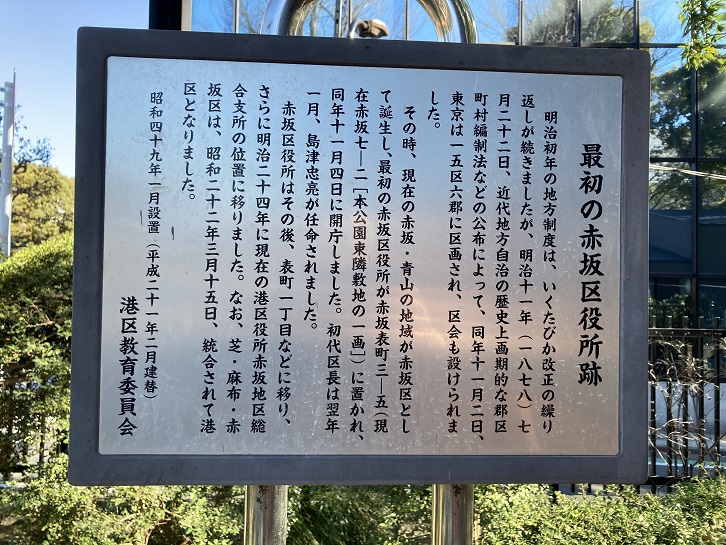 最初の赤坂区役所跡
明治初年の地方制度は、いくたびか改正の繰り
返しが続きましたが、明治十一年（一八七八）七
月二十二日、近代地方自治の歴史上画期的な郡区
町村編制法などの公布によって、同年十一月二日、
東京は一五区六郡に区画され、区会も設けられま
した。
その時、現在の赤坂・青山の地域が赤坂区とし
て誕生し、最初の赤坂区役所が赤坂表町三―五（現
在赤坂七―二［本公園東隣敷地の一画］）に置かれ、
同年十一月四日に開庁しました。初代区長は翌年
一月、島津忠亮が任命されました。
赤坂区役所はその後、表町一丁目などに移り、
さらに明治二十四年に現在の港区役所赤坂地区総
合支所の位置に移りました。なお、芝・麻布・赤
坂区は、昭和二十二年三月十五日、統合されて港
区となりました。
昭和四十九年一月設置（平成二十一年二月建替）
港区教育委員会